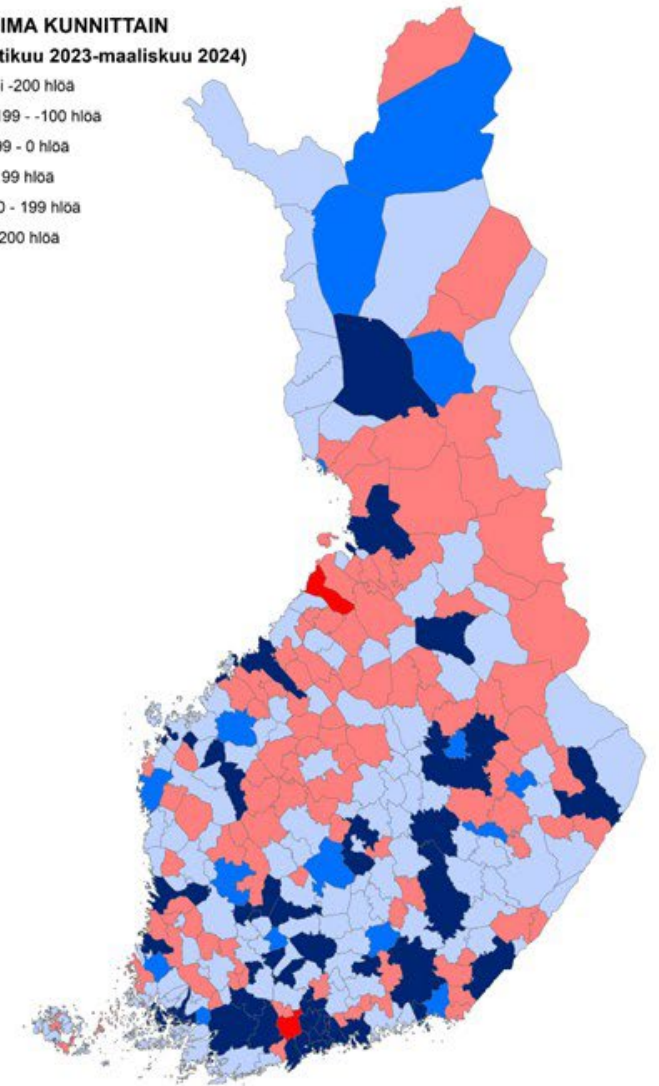 IMA KUNNITTAIN
tikuu 2023-maaliskuu 2024)
i -200 hlöä
199 - -100 hlöä
99 - 0 hlöä
99 hlöä
0 - 199 hlöä
200 hlöä